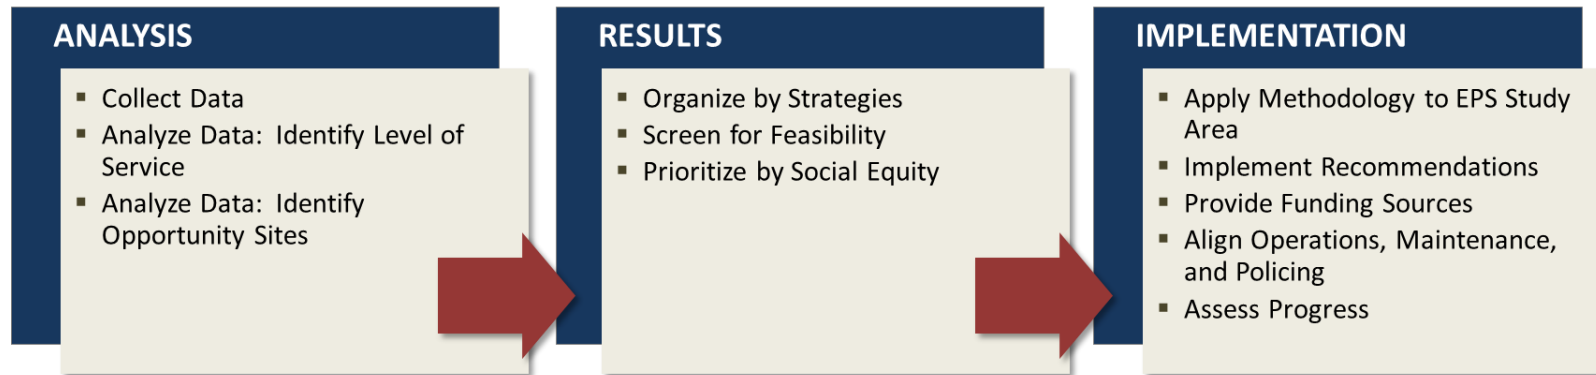 ANALYSIS
▪ Collect Data
▪ Analyze Data: Identify Level of
Service
▪ Analyze Data: Identify
Opportunity Sites
RESULTS
▪ Organize by Strategies
▪ Screen for Feasibility
▪ Prioritize by Social Equity
IMPLEMENTATION
▪ Apply Methodology to EPS Study
Area
▪ Implement Recommendations
▪ Provide Funding Sources
▪ Align Operations, Maintenance,
and Policing
▪ Assess Progress